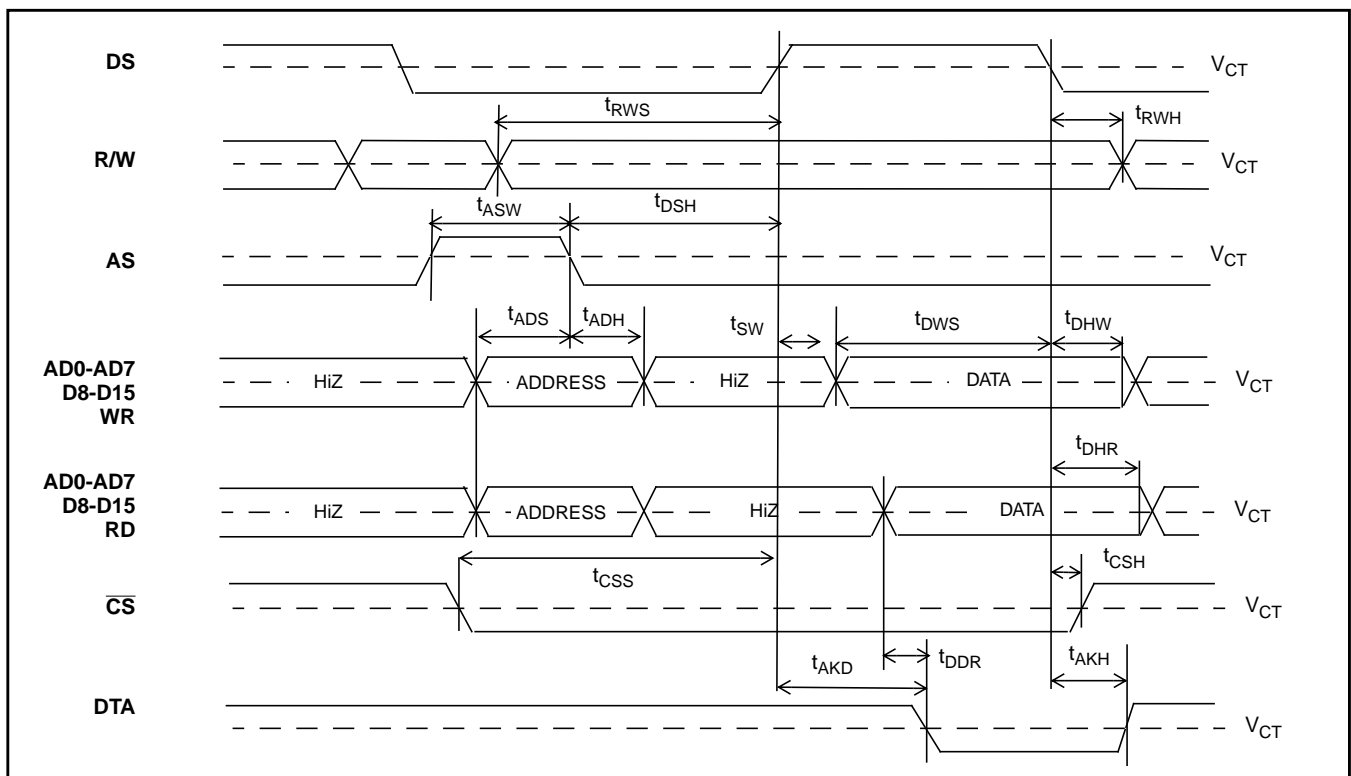 DS
V_CT
t_RWS
t_RWH
R/W
V_CT
t_ASW
t_DSH
AS
V_CT
t_ADS
t_ADH
t_SW
t_DWS
t_DHW
AD0-AD7
D8-D15
WR
HiZ
ADDRESS
HiZ
DATA
V_CT
t_DHR
AD0-AD7
D8-D15
RD
HiZ
ADDRESS
HiZ
DATA
V_CT
t_CSS
t_CSH
C̅S̅
V_CT
t_AKD
t_DDR
t_AKH
DTA
V_CT